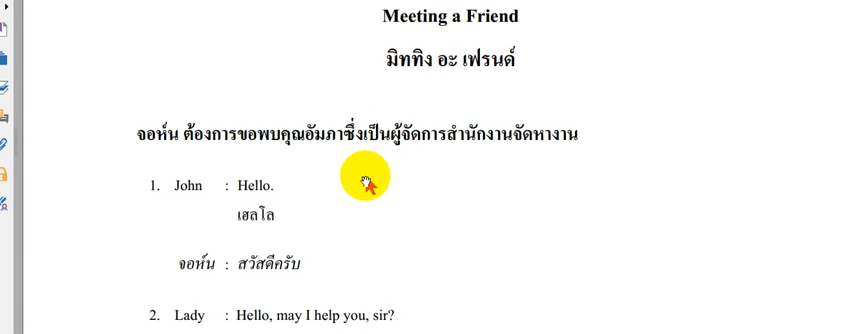 Meeting a Friend
มิททิง อะ เฟรนด์
จอห์น ต้องการขอพบคุณอัมภาซึ่งเป็นผู้จัดการสำนักงานจัดหางาน
1. John : Hello.
เฮลโล
จอห์น : สวัสดีครับ
2. Lady : Hello, may I help you, sir?